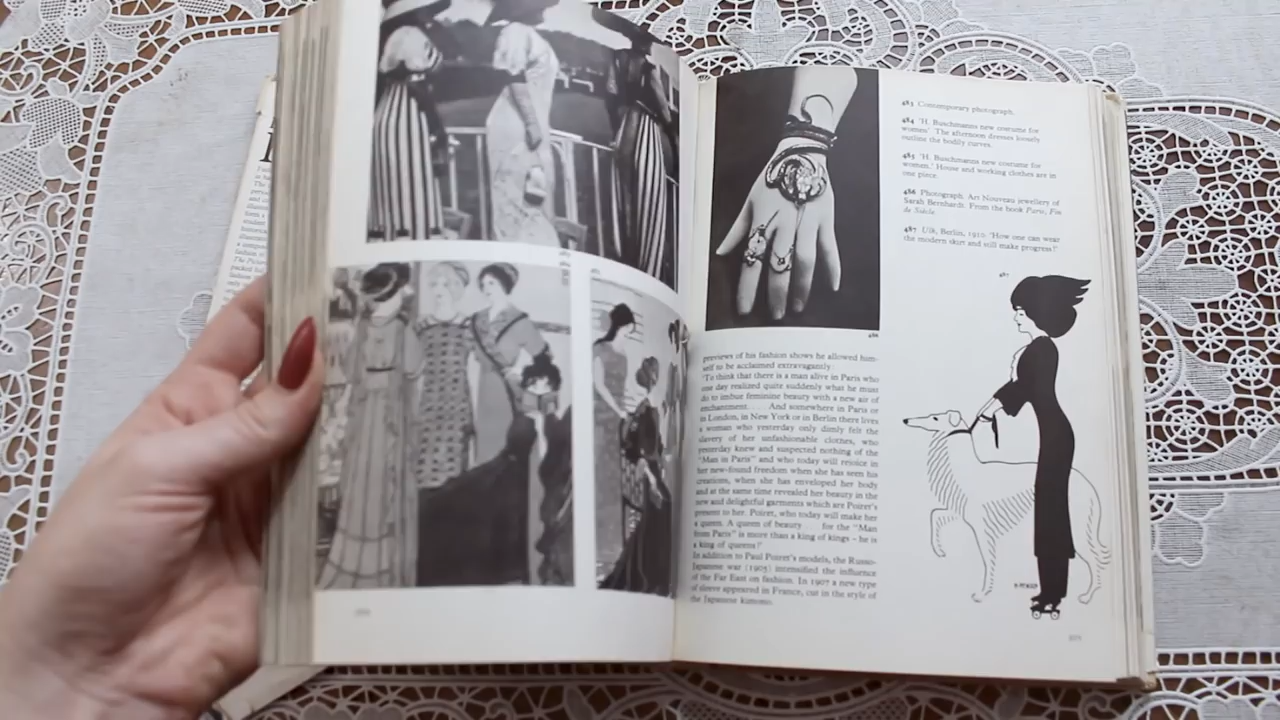 483 Contemporary photograph.
484 'H. Buschmanns new costume for
women.' The afternoon dresses loosely
outline the bodily curves.
485 'H. Buschmanns new costume for
women.' House and working clothes are in
one piece.
486 Photograph. Art Nouveau jewellery of
Sarah Bernhardt. From the book Paris, Fin
de Siècle.
487 Ulk, Berlin, 1910. 'How one can wear
the modern skirt and still make progress!'
487
486
previews of his fashion shows he allowed him-
self to be acclaimed extravagantly:
'To think that there is a man alive in Paris who
one day realized quite suddenly what he must
do to imbue feminine beauty with a new air of
enchantment. . . And somewhere in Paris or
in London, in New York or in Berlin there lives
a woman who yesterday only dimly felt the
slavery of her unfashionable clothes, who
yesterday knew and suspected nothing of the
"Man in Paris" and who today will rejoice in
her new-found freedom when she has seen his
creations, when she has enveloped her body
and at the same time revealed her beauty in the
new and delightful garments which are Poiret's
present to her. Poiret, who today will make her
a queen. A queen of beauty for the "Man
from Paris" is more than a king of kings – he is
a king of queens!'
In addition to Paul Poiret's models, the Russo-
Japanese war (1905) intensified the influence
of the Far East on fashion. In 1907 a new type
of sleeve appeared in France, cut in the style of
the Japanese kimono.